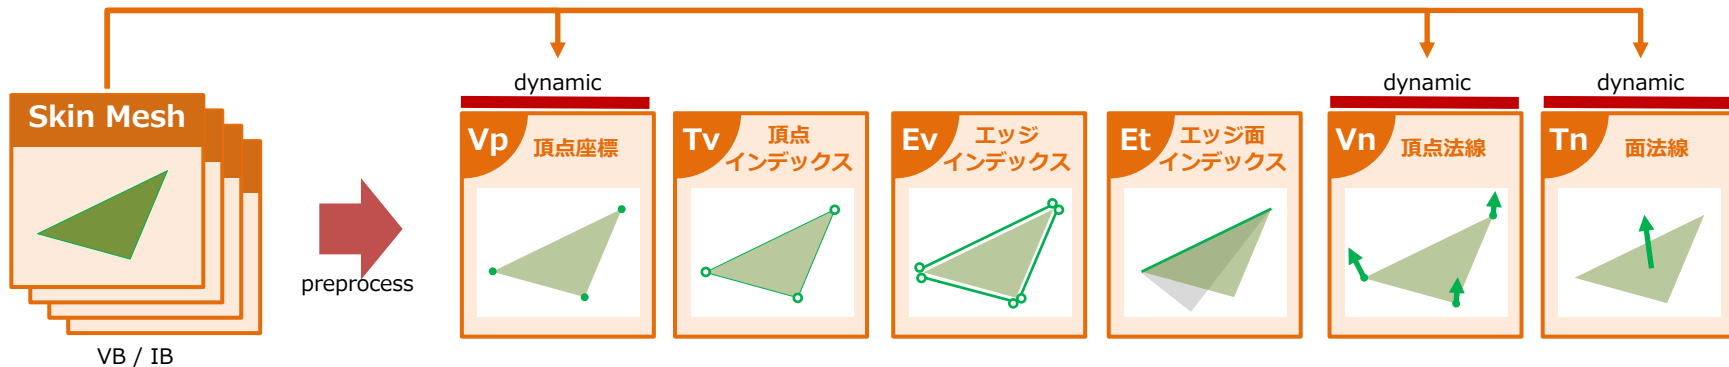 dynamic
dynamic
dynamic
Skin Mesh
Vp
頂点座標
Tv
頂点
インデックス
Ev
エッジ
インデックス
Et
エッジ面
インデックス
Vn
頂点法線
Tn
面法線
preprocess
VB / IB